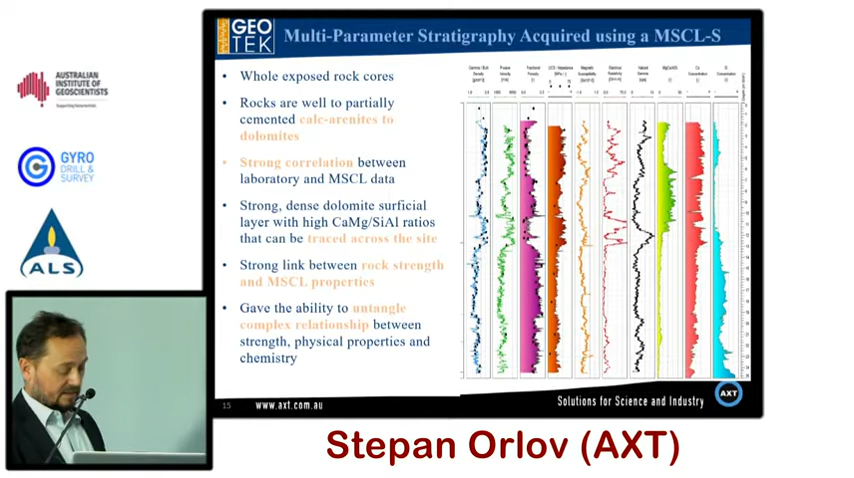 GEO
TEK
Multi-Parameter Stratigraphy Acquired using a MSCL-S
AUSTRALIAN
INSTITUTE OF
GEOSCIENTISTS
Supporting Geoscientists
GYRO
DRILL &
SURVEY
ALS
• Whole exposed rock cores
• Rocks are well to partially
cemented calc-arenites to
dolomites
• Strong correlation between
laboratory and MSCL data
• Strong, dense dolomite surficial
layer with high CaMg/SiAl ratios
that can be traced across the site
• Strong link between rock strength
and MSCL properties
• Gave the ability to untangle
complex relationship between
strength, physical properties and
chemistry
15
www.axt.com.au
Solutions for Science and Industry
AXT
Stepan Orlov (AXT)